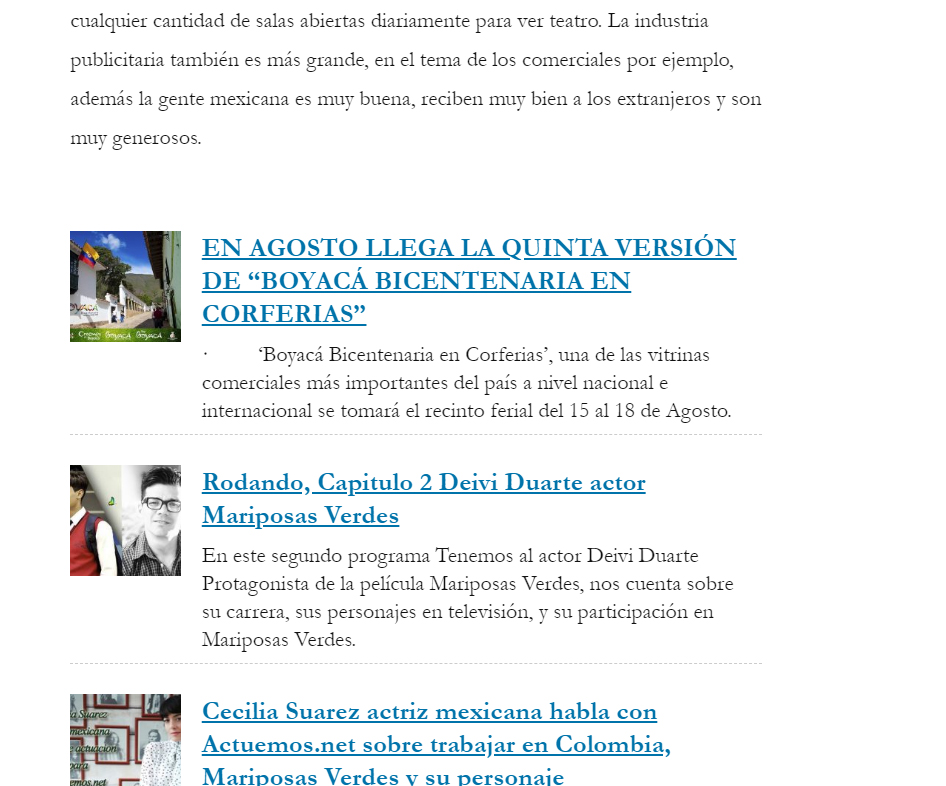 cualquier cantidad de salas abiertas diariamente para ver teatro. La industria
publicitaria también es más grande, en el tema de los comerciales por ejemplo,
además la gente mexicana es muy buena, reciben muy bien a los extranjeros y son
muy generosos.
EN AGOSTO LLEGA LA QUINTA VERSIÓN
DE “BOYACÁ BICENTENARIA EN
CORFERIAS”
· ‘Boyacá Bicentenaria en Corferias’, una de las vitrinas
comerciales más importantes del país a nivel nacional e
internacional se tomará el recinto ferial del 15 al 18 de Agosto.
Rodando, Capitulo 2 Deivi Duarte actor
Mariposas Verdes
En este segundo programa Tenemos al actor Deivi Duarte
Protagonista de la película Mariposas Verdes, nos cuenta sobre
su carrera, sus personajes en televisión, y su participación en
Mariposas Verdes.
a Suarez
mexicana
actuación
para
emos.net
Cecilia Suarez actriz mexicana habla con
Actuemos.net sobre trabajar en Colombia,
Mariposas Verdes y su personaje